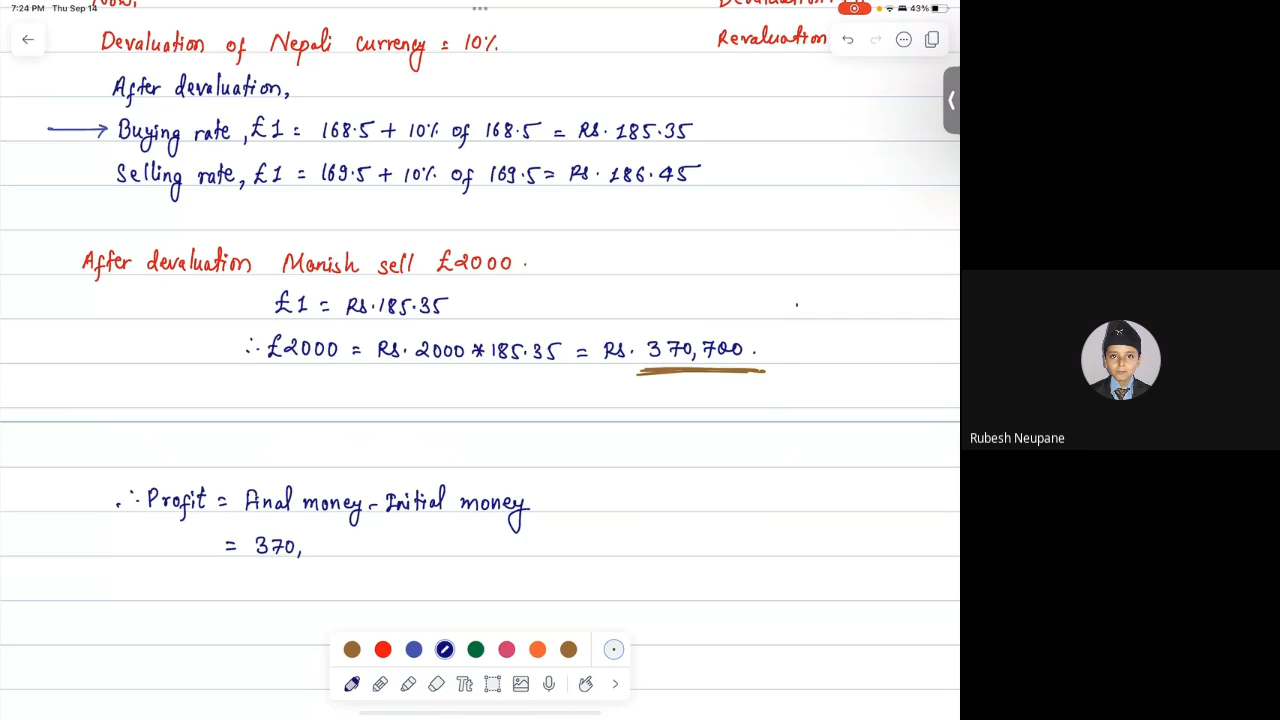 7:24 PM Thu Sep 14
43%
Now,
Devaluation of Nepali currency = 10%
Revaluation
After devaluation,
→ Buying rate, £1 = 168.5 + 10% of 168.5 = Rs. 185.35
Selling rate, £1 = 169.5 + 10% of 169.5 = Rs. 186.45
After devaluation Manish sell £2000.
£1 = Rs. 185.35
∴ £2000 = Rs. 2000 * 185.35 = Rs. 370,700.
∴ Profit = Final money - Initial money
= 370,
Tt
Rubesh Neupane